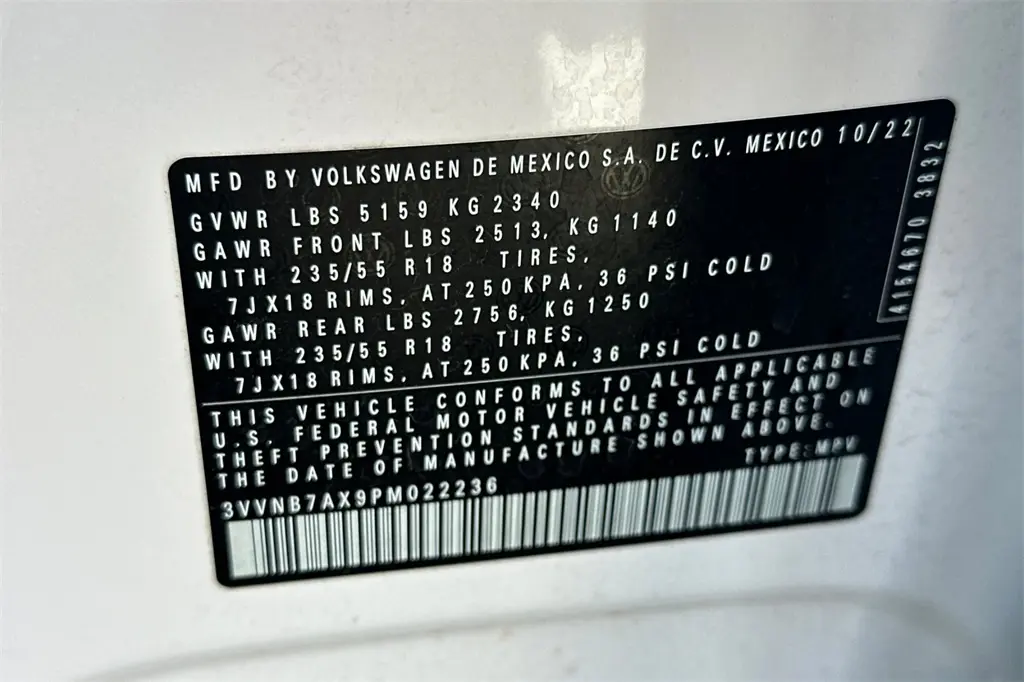 MFD BY VOLKSWAGEN DE MEXICO S.A. DE C.V. MEXICO 10/22
GVWR LBS 5159 KG 2340
GAWR FRONT LBS 2513, KG 1140
WITH 235/55 R18 TIRES,
7JX18 RIMS, AT 250 KPA, 36 PSI COLD
GAWR REAR LBS 2756, KG 1250
WITH 235/55 R18 TIRES,
7JX18 RIMS, AT 250 KPA, 36 PSI COLD
THIS VEHICLE CONFORMS TO ALL APPLICABLE
U.S. FEDERAL MOTOR VEHICLE SAFETY AND
THEFT PREVENTION STANDARDS IN EFFECT ON
THE DATE OF MANUFACTURE SHOWN ABOVE.
TYPE: MPV
3VVNB7AX9PM022236
4154670 3832